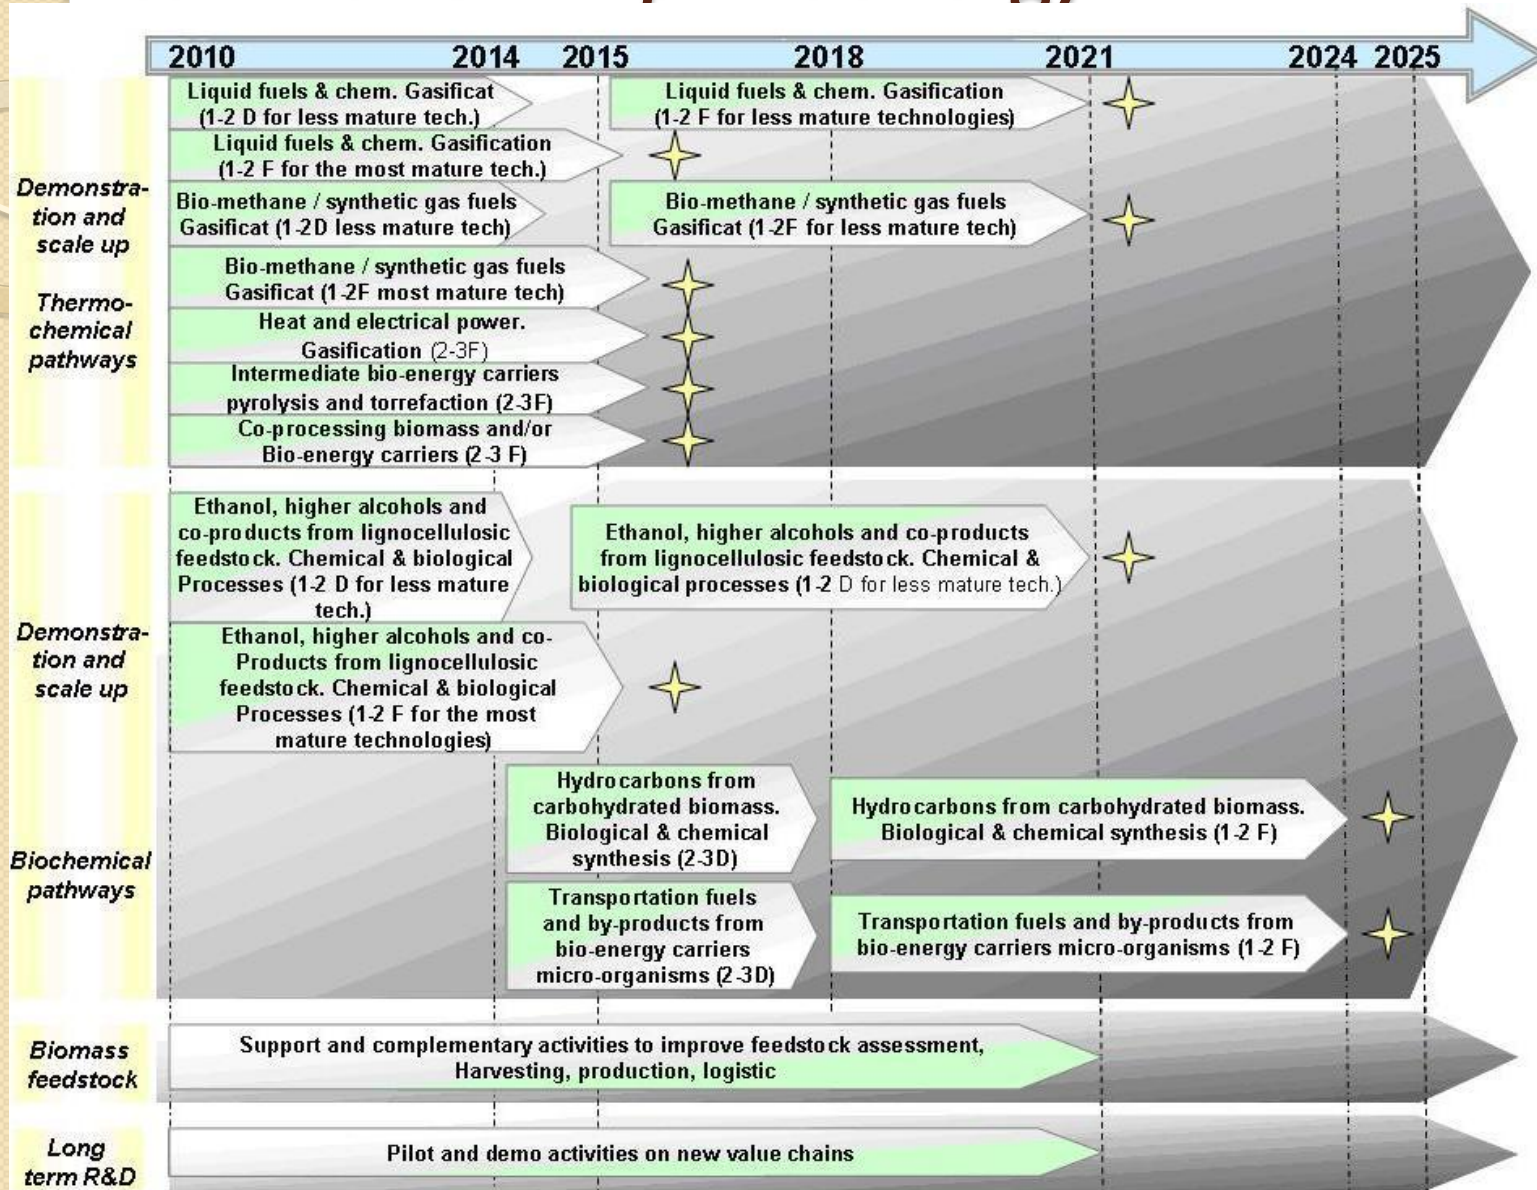 2010 2014 2015 2018 2021 2024 2025
Demonstra-
tion and
scale up
Thermo-
chemical
pathways
Liquid fuels & chem. Gasificat
(1-2 D for less mature tech.)
Liquid fuels & chem. Gasification
(1-2 F for less mature technologies)
Liquid fuels & chem. Gasification
(1-2 F for the most mature tech.)
Bio-methane / synthetic gas fuels
Gasificat (1-2D less mature tech)
Bio-methane / synthetic gas fuels
Gasificat (1-2F for less mature tech)
Bio-methane / synthetic gas fuels
Gasificat (1-2F most mature tech)
Heat and electrical power.
Gasification (2-3F)
Intermediate bio-energy carriers
pyrolysis and torrefaction (2-3F)
Co-processing biomass and/or
Bio-energy carriers (2-3 F)
Demonstra-
tion and
scale up
Biochemical
pathways
Ethanol, higher alcohols and
co-products from lignocellulosic
feedstock. Chemical & biological
Processes (1-2 D for less mature
tech.)
Ethanol, higher alcohols and co-products
from lignocellulosic feedstock. Chemical &
biological processes (1-2 D for less mature tech.)
Ethanol, higher alcohols and co-
Products from lignocellulosic
feedstock. Chemical & biological
Processes (1-2 F for the most
mature technologies)
Hydrocarbons from
carbohydrated biomass.
Biological & chemical
synthesis (2-3D)
Hydrocarbons from carbohydrated biomass.
Biological & chemical synthesis (1-2 F)
Transportation fuels
and by-products from
bio-energy carriers
micro-organisms (2-3D)
Transportation fuels and by-products from
bio-energy carriers micro-organisms (1-2 F)
Biomass
feedstock
Support and complementary activities to improve feedstock assessment,
Harvesting, production, logistic
Long
term R&D
Pilot and demo activities on new value chains